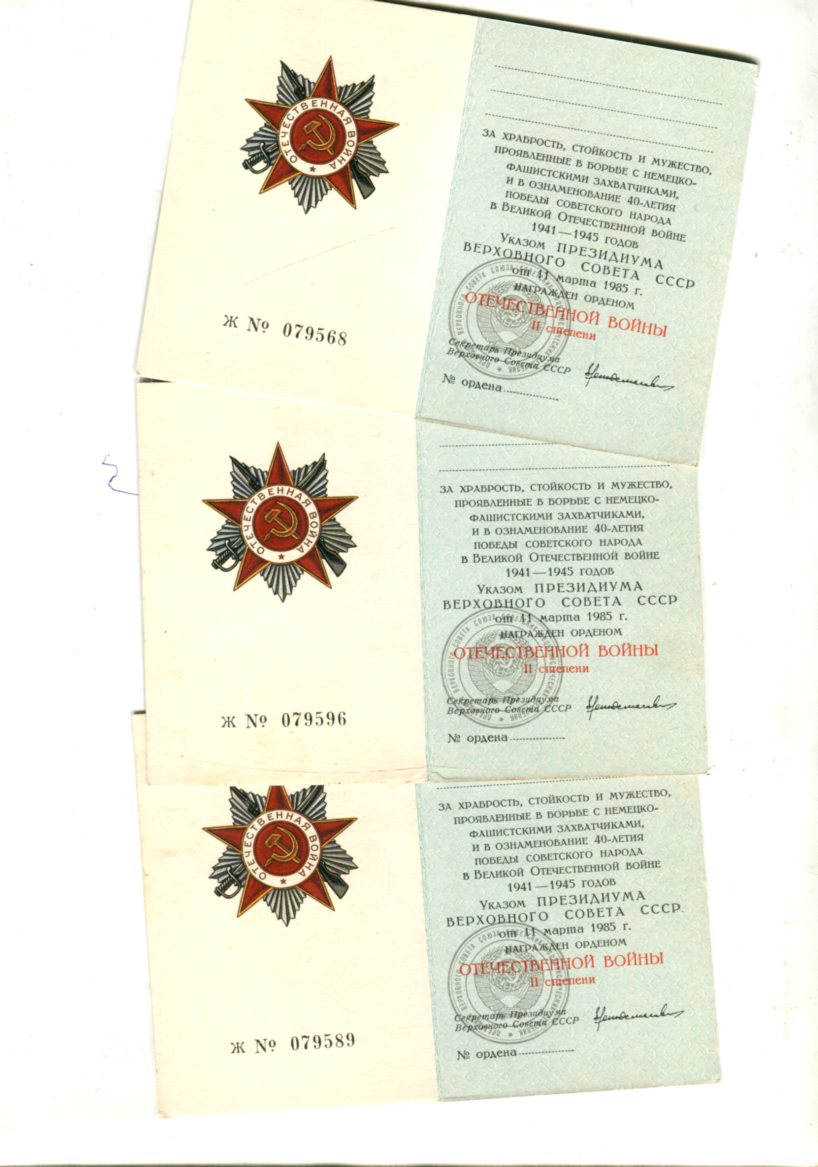 ОТЕЧЕСТВЕННАЯ ВОЙНА
Ж № 079568
ЗА ХРАБРОСТЬ, СТОЙКОСТЬ И МУЖЕСТВО,
ПРОЯВЛЕННЫЕ В БОРЬБЕ С НЕМЕЦКО-
ФАШИСТСКИМИ ЗАХВАТЧИКАМИ,
И В ОЗНАМЕНОВАНИЕ 40-ЛЕТИЯ
ПОБЕДЫ СОВЕТСКОГО НАРОДА
В ВЕЛИКОЙ ОТЕЧЕСТВЕННОЙ ВОЙНЕ
1941—1945 ГОДОВ
УКАЗОМ ПРЕЗИДИУМА
ВЕРХОВНОГО СОВЕТА СССР
от 11 марта 1985 г.
НАГРАЖДЕН ОРДЕНОМ
ОТЕЧЕСТВЕННОЙ ВОЙНЫ
II степени
Секретарь Президиума
Верховного Совета СССР
№ ордена
ОТЕЧЕСТВЕННАЯ ВОЙНА
Ж № 079596
ЗА ХРАБРОСТЬ, СТОЙКОСТЬ И МУЖЕСТВО,
ПРОЯВЛЕННЫЕ В БОРЬБЕ С НЕМЕЦКО-
ФАШИСТСКИМИ ЗАХВАТЧИКАМИ,
И В ОЗНАМЕНОВАНИЕ 40-ЛЕТИЯ
ПОБЕДЫ СОВЕТСКОГО НАРОДА
В ВЕЛИКОЙ ОТЕЧЕСТВЕННОЙ ВОЙНЕ
1941—1945 ГОДОВ
УКАЗОМ ПРЕЗИДИУМА
ВЕРХОВНОГО СОВЕТА СССР
от 11 марта 1985 г.
НАГРАЖДЕН ОРДЕНОМ
ОТЕЧЕСТВЕННОЙ ВОЙНЫ
II степени
Секретарь Президиума
Верховного Совета СССР
№ ордена
ОТЕЧЕСТВЕННАЯ ВОЙНА
Ж № 079589
ЗА ХРАБРОСТЬ, СТОЙКОСТЬ И МУЖЕСТВО,
ПРОЯВЛЕННЫЕ В БОРЬБЕ С НЕМЕЦКО-
ФАШИСТСКИМИ ЗАХВАТЧИКАМИ,
И В ОЗНАМЕНОВАНИЕ 40-ЛЕТИЯ
ПОБЕДЫ СОВЕТСКОГО НАРОДА
В ВЕЛИКОЙ ОТЕЧЕСТВЕННОЙ ВОЙНЕ
1941—1945 ГОДОВ
УКАЗОМ ПРЕЗИДИУМА
ВЕРХОВНОГО СОВЕТА СССР
от 11 марта 1985 г.
НАГРАЖДЕН ОРДЕНОМ
ОТЕЧЕСТВЕННОЙ ВОЙНЫ
II степени
Секретарь Президиума
Верховного Совета СССР
№ ордена